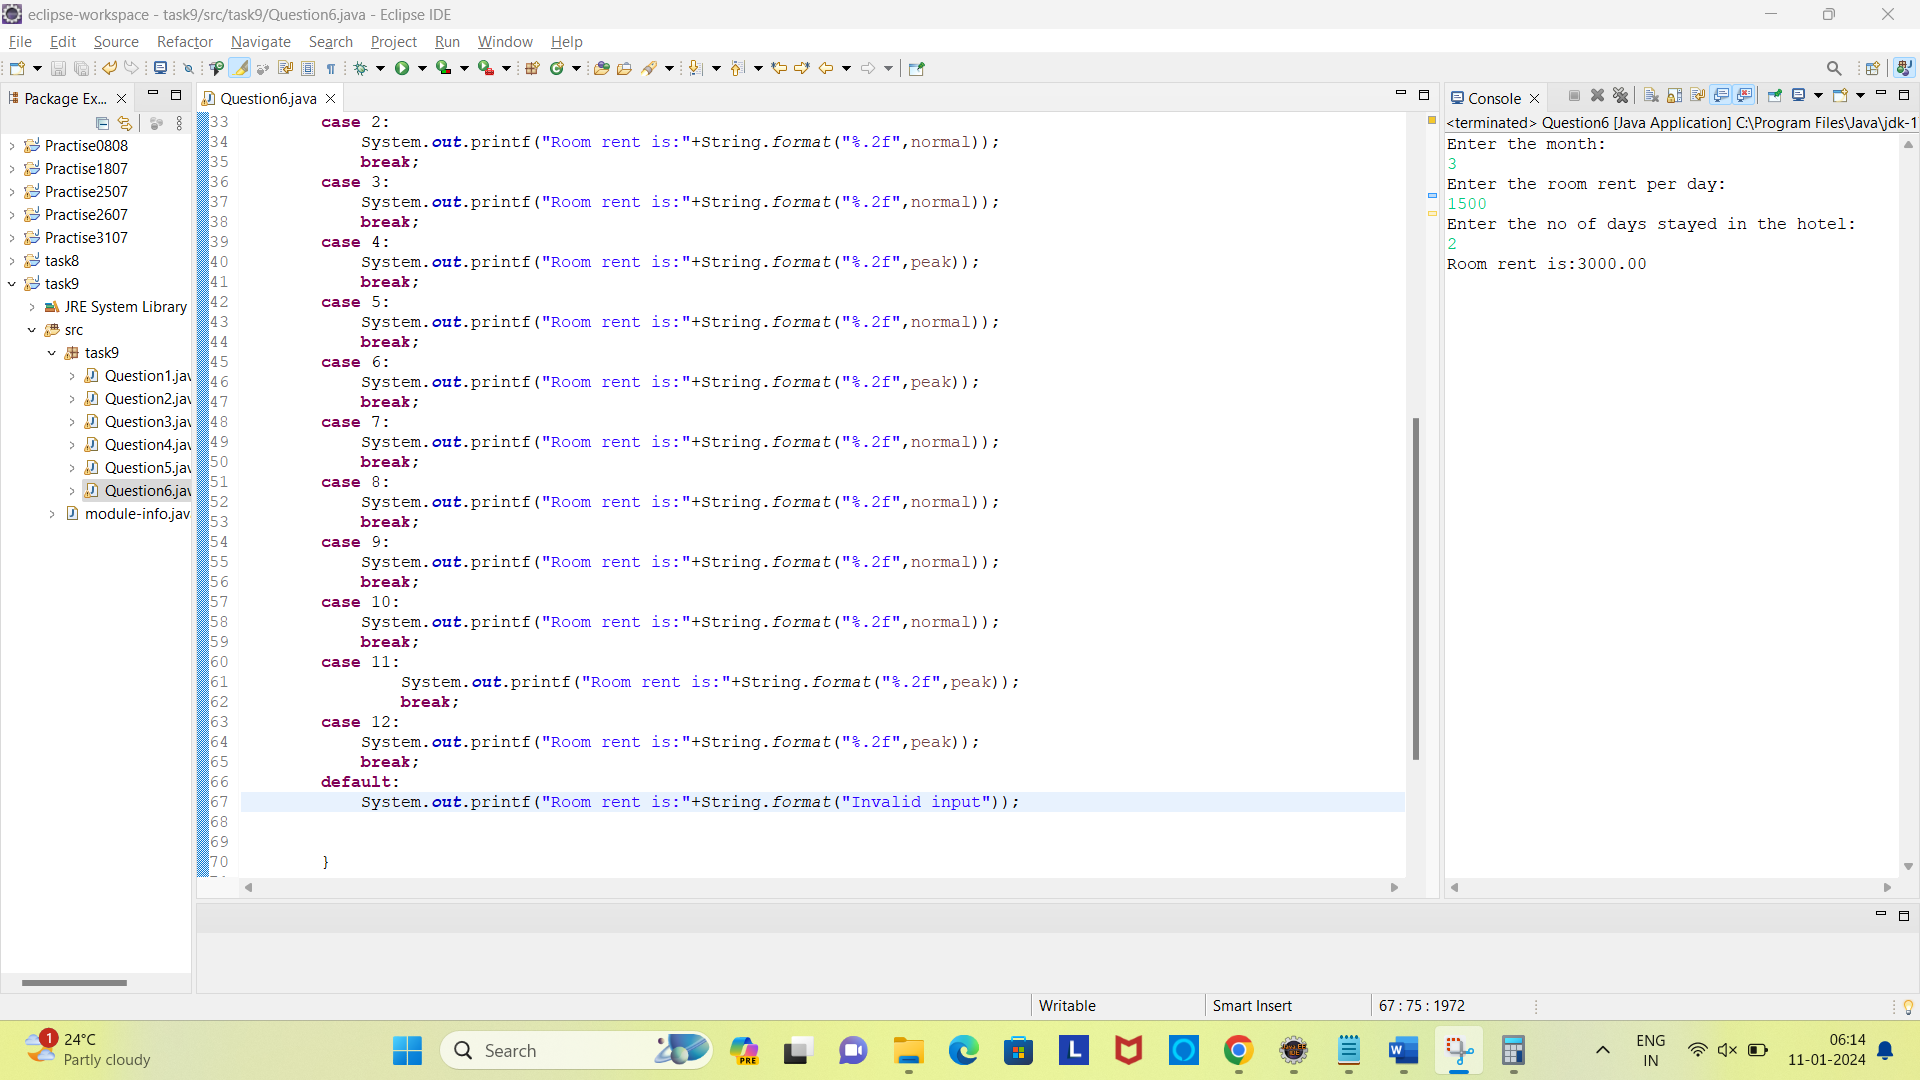 eclipse-workspace - task9/src/task9/Question6.java - Eclipse IDE
File Edit Source Refactor Navigate Search Project Run Window Help
Package Ex...
Practise0808
Practise1807
Practise2507
Practise2607
Practise3107
task8
task9
JRE System Library
src
task9
Question1.jav
Question2.jav
Question3.jav
Question4.jav
Question5.jav
Question6.jav
module-info.java
Question6.java
33 case 2:
34 System.out.printf("Room rent is:"+String.format("%.2f",normal));
35 break;
36 case 3:
37 System.out.printf("Room rent is:"+String.format("%.2f",normal));
38 break;
39 case 4:
40 System.out.printf("Room rent is:"+String.format("%.2f",peak));
41 break;
42 case 5:
43 System.out.printf("Room rent is:"+String.format("%.2f",normal));
44 break;
45 case 6:
46 System.out.printf("Room rent is:"+String.format("%.2f",peak));
47 break;
48 case 7:
49 System.out.printf("Room rent is:"+String.format("%.2f",normal));
50 break;
51 case 8:
52 System.out.printf("Room rent is:"+String.format("%.2f",normal));
53 break;
54 case 9:
55 System.out.printf("Room rent is:"+String.format("%.2f",normal));
56 break;
57 case 10:
58 System.out.printf("Room rent is:"+String.format("%.2f",normal));
59 break;
60 case 11:
61 System.out.printf("Room rent is:"+String.format("%.2f",peak));
62 break;
63 case 12:
64 System.out.printf("Room rent is:"+String.format("%.2f",peak));
65 break;
66 default:
67 System.out.printf("Room rent is:"+String.format("Invalid input"));
68
69
70 }
Console
<terminated> Question6 [Java Application] C:\Program Files\Java\jdk-1
Enter the month:
3
Enter the room rent per day:
1500
Enter the no of days stayed in the hotel:
2
Room rent is:3000.00
Writable Smart Insert 67 : 75 : 1972
1
24°C
Partly cloudy
Search
PRE
L
ENG
IN
06:14
11-01-2024